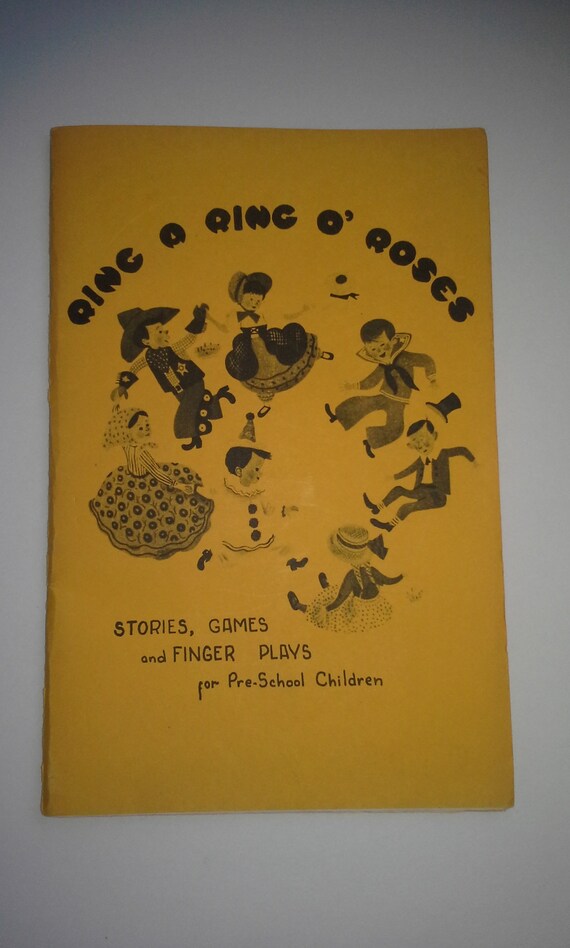 RING A RING O' ROSES
STORIES, GAMES
and FINGER PLAYS
for Pre-School Children